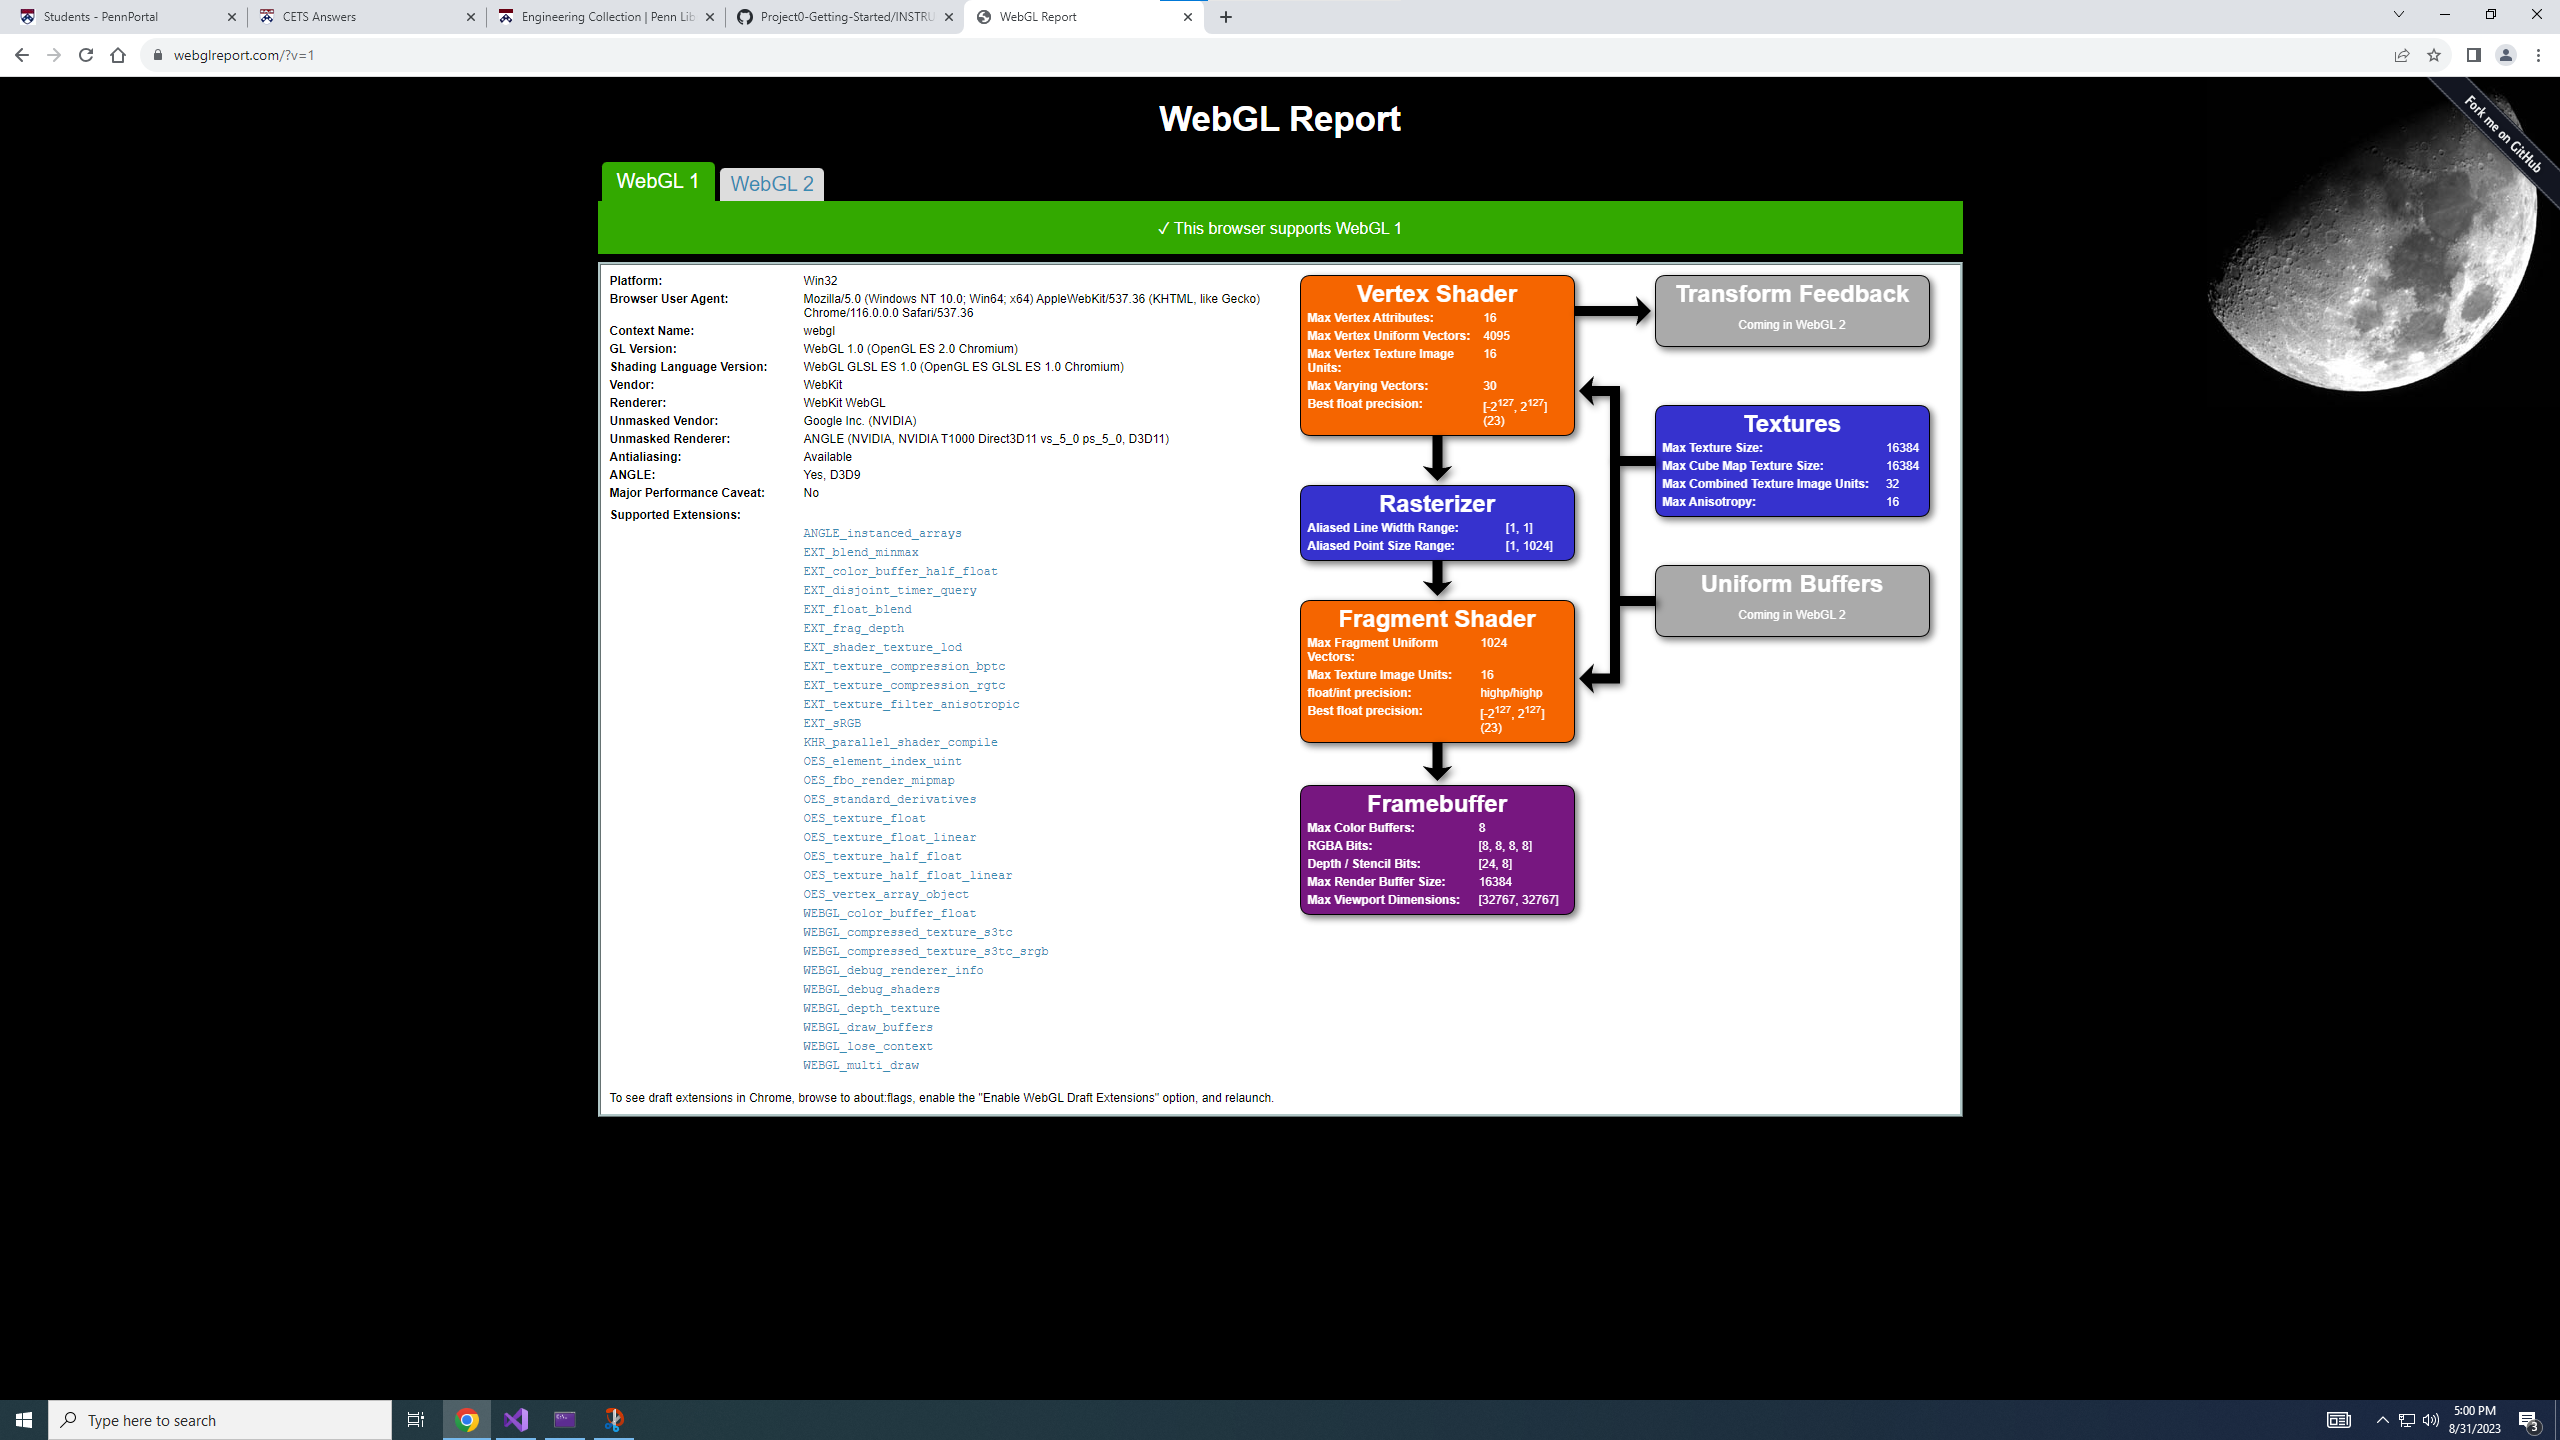 Students - PennPortal
CETS Answers
Engineering Collection | Penn Lib
Project0-Getting-Started/INSTRU
WebGL Report
webglreport.com/?v=1
Fork me on GitHub
WebGL Report
WebGL 1
WebGL 2
✓ This browser supports WebGL 1
Platform: Win32
Browser User Agent: Mozilla/5.0 (Windows NT 10.0; Win64; x64) AppleWebKit/537.36 (KHTML, like Gecko)
Chrome/116.0.0.0 Safari/537.36
Context Name: webgl
GL Version: WebGL 1.0 (OpenGL ES 2.0 Chromium)
Shading Language Version: WebGL GLSL ES 1.0 (OpenGL ES GLSL ES 1.0 Chromium)
Vendor: WebKit
Renderer: WebKit WebGL
Unmasked Vendor: Google Inc. (NVIDIA)
Unmasked Renderer: ANGLE (NVIDIA, NVIDIA T1000 Direct3D11 vs_5_0 ps_5_0, D3D11)
Antialiasing: Available
ANGLE: Yes, D3D9
Major Performance Caveat: No
Supported Extensions:
ANGLE_instanced_arrays
EXT_blend_minmax
EXT_color_buffer_half_float
EXT_disjoint_timer_query
EXT_float_blend
EXT_frag_depth
EXT_shader_texture_lod
EXT_texture_compression_bptc
EXT_texture_compression_rgtc
EXT_texture_filter_anisotropic
EXT_sRGB
KHR_parallel_shader_compile
OES_element_index_uint
OES_fbo_render_mipmap
OES_standard_derivatives
OES_texture_float
OES_texture_float_linear
OES_texture_half_float
OES_texture_half_float_linear
OES_vertex_array_object
WEBGL_color_buffer_float
WEBGL_compressed_texture_s3tc
WEBGL_compressed_texture_s3tc_srgb
WEBGL_debug_renderer_info
WEBGL_debug_shaders
WEBGL_depth_texture
WEBGL_draw_buffers
WEBGL_lose_context
WEBGL_multi_draw
To see draft extensions in Chrome, browse to about:flags, enable the "Enable WebGL Draft Extensions" option, and relaunch.
Vertex Shader
Max Vertex Attributes: 16
Max Vertex Uniform Vectors: 4095
Max Vertex Texture Image 16
Units:
Max Varying Vectors: 30
Best float precision: [-2^127, 2^127]
(23)
Rasterizer
Aliased Line Width Range: [1, 1]
Aliased Point Size Range: [1, 1024]
Fragment Shader
Max Fragment Uniform 1024
Vectors:
Max Texture Image Units: 16
float/int precision: highp/highp
Best float precision: [-2^127, 2^127]
(23)
Framebuffer
Max Color Buffers: 8
RGBA Bits: [8, 8, 8, 8]
Depth / Stencil Bits: [24, 8]
Max Render Buffer Size: 16384
Max Viewport Dimensions: [32767, 32767]
Transform Feedback
Coming in WebGL 2
Textures
Max Texture Size: 16384
Max Cube Map Texture Size: 16384
Max Combined Texture Image Units: 32
Max Anisotropy: 16
Uniform Buffers
Coming in WebGL 2
Type here to search
5:00 PM
8/31/2023
3